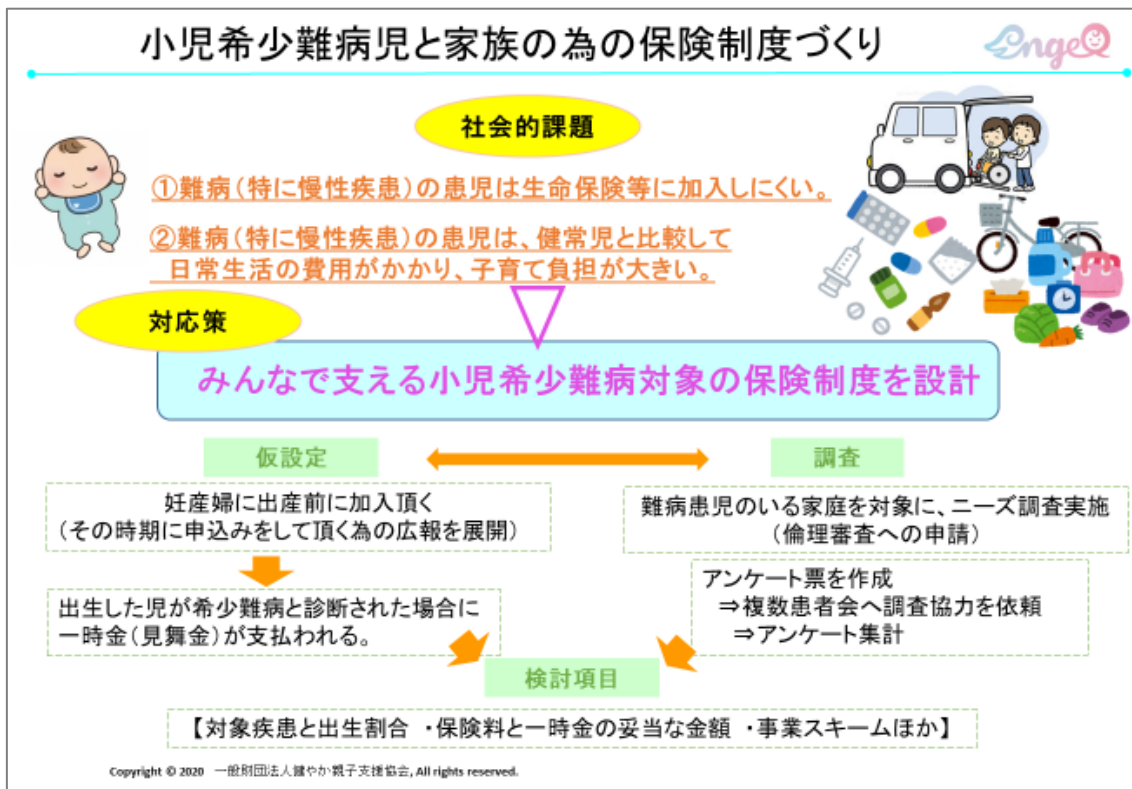 小児希少難病児と家族の為の保険制度づくり
angeQ
社会的課題
①難病(特に慢性疾患)の患児は生命保険等に加入しにくい。
②難病(特に慢性疾患)の患児は、健常児と比較して
日常生活の費用がかかり、子育て負担が大きい。
対応策
みんなで支える小児希少難病対象の保険制度を設計
仮設定
調査
妊産婦に出産前に加入頂く
(その時期に申込みをして頂く為の広報を展開)
出生した児が希少難病と診断された場合に
一時金(見舞金)が支払われる。
難病患児のいる家庭を対象に、ニーズ調査実施
(倫理審査への申請)
アンケート票を作成
⇒複数患者会へ調査協力を依頼
⇒アンケート集計
検討項目
【対象疾患と出生割合 ・保険料と一時金の妥当な金額 ・事業スキームほか】
Copyright © 2020 一般財団法人健やか親子支援協会, All rights reserved.